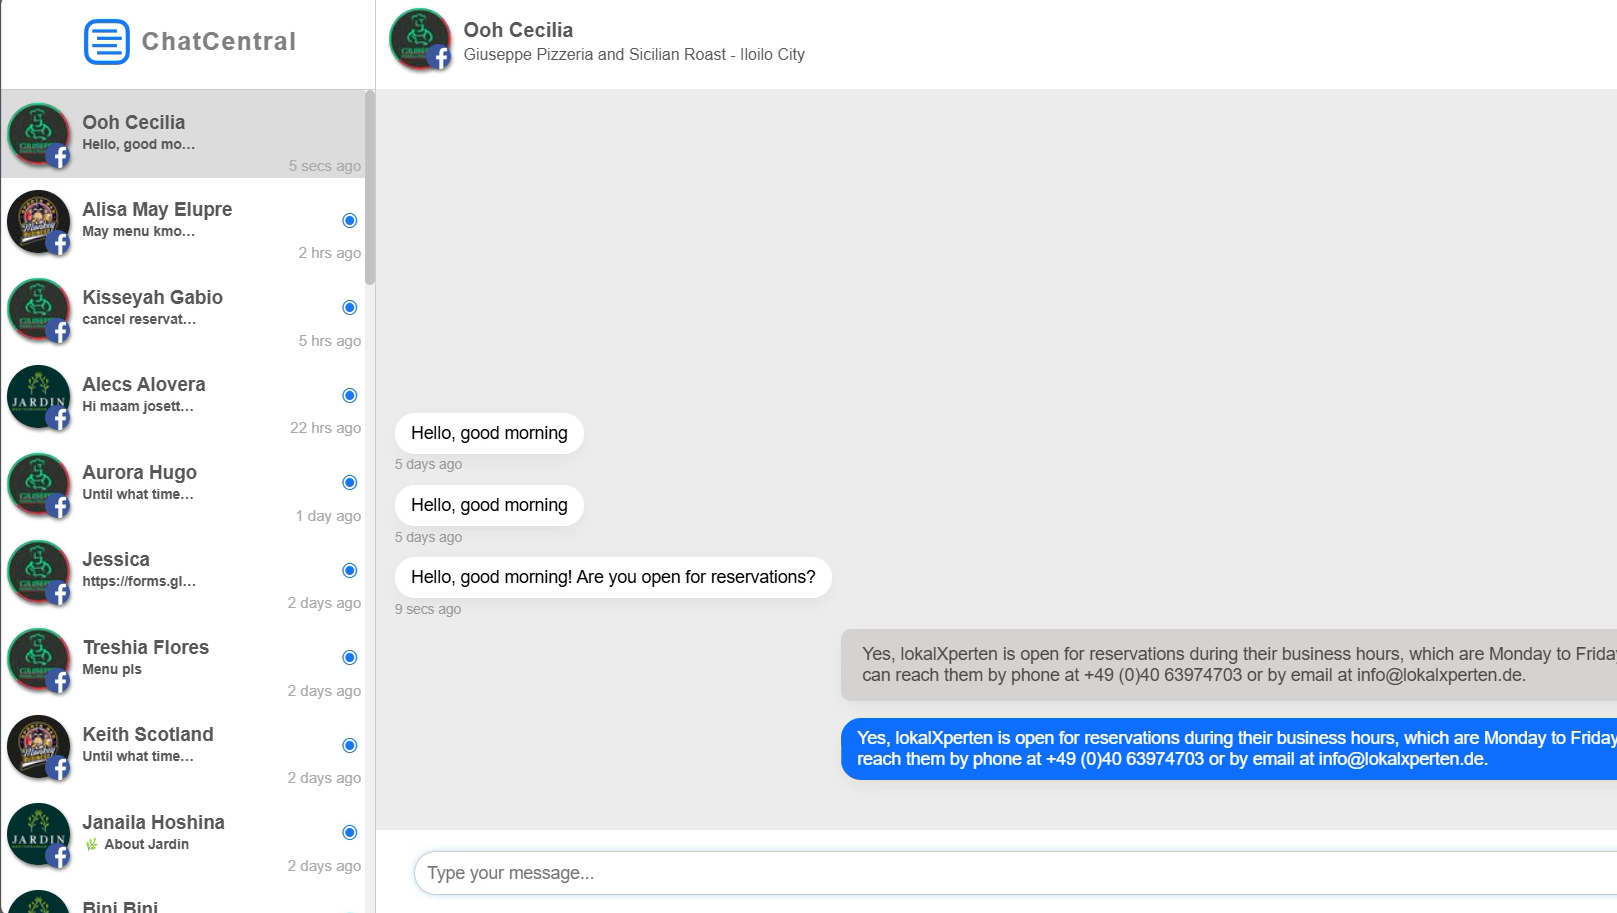 ChatCentral
Ooh Cecilia
Giuseppe Pizzeria and Sicilian Roast - Iloilo City
Ooh Cecilia
Hello, good mo…
5 secs ago
Alisa May Elupre
May menu kmo…
2 hrs ago
Kisseyah Gabio
cancel reservat…
5 hrs ago
JARDIN
Alecs Alovera
Hi maam josett…
22 hrs ago
Aurora Hugo
Until what time…
1 day ago
Jessica
https://forms.gl…
2 days ago
Treshia Flores
Menu pls
2 days ago
Keith Scotland
Until what time…
2 days ago
JARDIN
Janaila Hoshina
About Jardin
2 days ago
Bini Bini
Hello, good morning
5 days ago
Hello, good morning
5 days ago
Hello, good morning! Are you open for reservations?
9 secs ago
Yes, lokalXperten is open for reservations during their business hours, which are Monday to Friday
can reach them by phone at +49 (0)40 63974703 or by email at info@lokalxperten.de.
Yes, lokalXperten is open for reservations during their business hours, which are Monday to Friday
reach them by phone at +49 (0)40 63974703 or by email at info@lokalxperten.de.
Type your message...